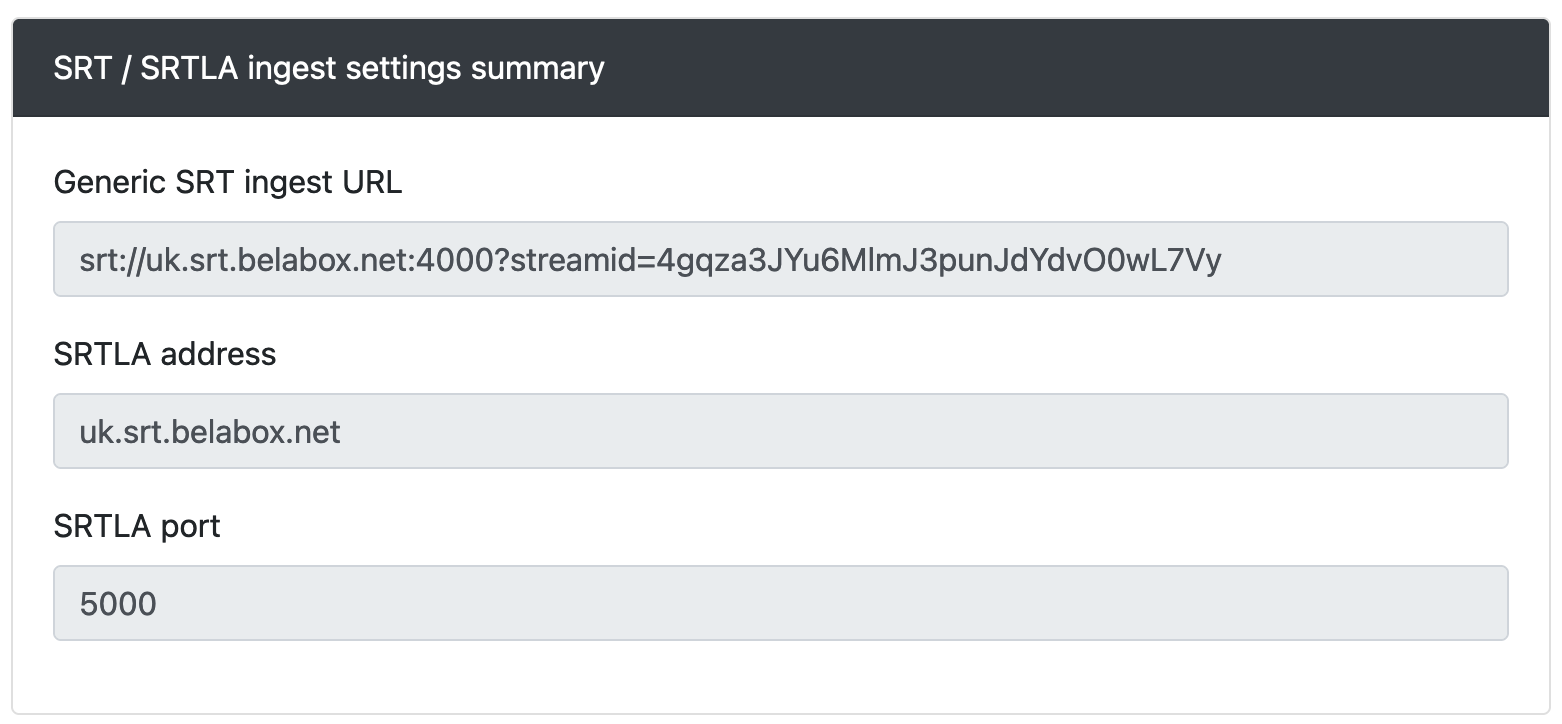 SRT / SRTLA ingest settings summary
Generic SRT ingest URL
srt://uk.srt.belabox.net:4000?streamid=4gqza3JYu6MlmJ3punJdYdvO0wL7Vy
SRTLA address
uk.srt.belabox.net
SRTLA port
5000